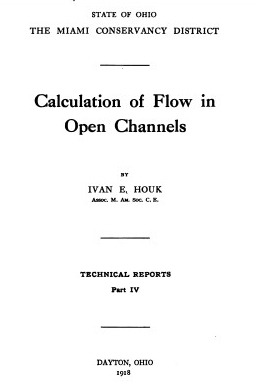 STATE OF OHIO
THE MIAMI CONSERVANCY DISTRICT
Calculation of Flow in
Open Channels
BY
IVAN E. HOUK
Assoc. M. Am. Soc. C. E.
TECHNICAL REPORTS
Part IV
DAYTON, OHIO
1918